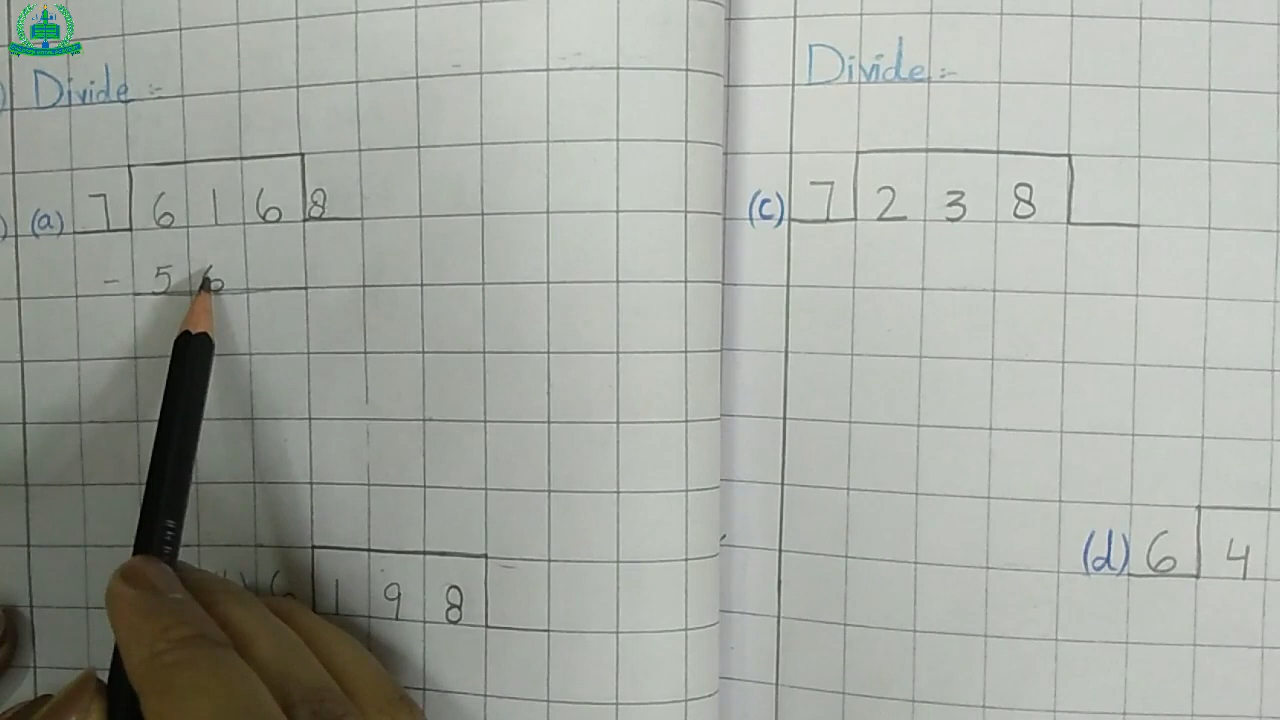 Divide :-
(a) 7 6 1 6 8
- 5 6
6 1 9 8
Divide :-
(c) 7 2 3 8
(d) 6 4